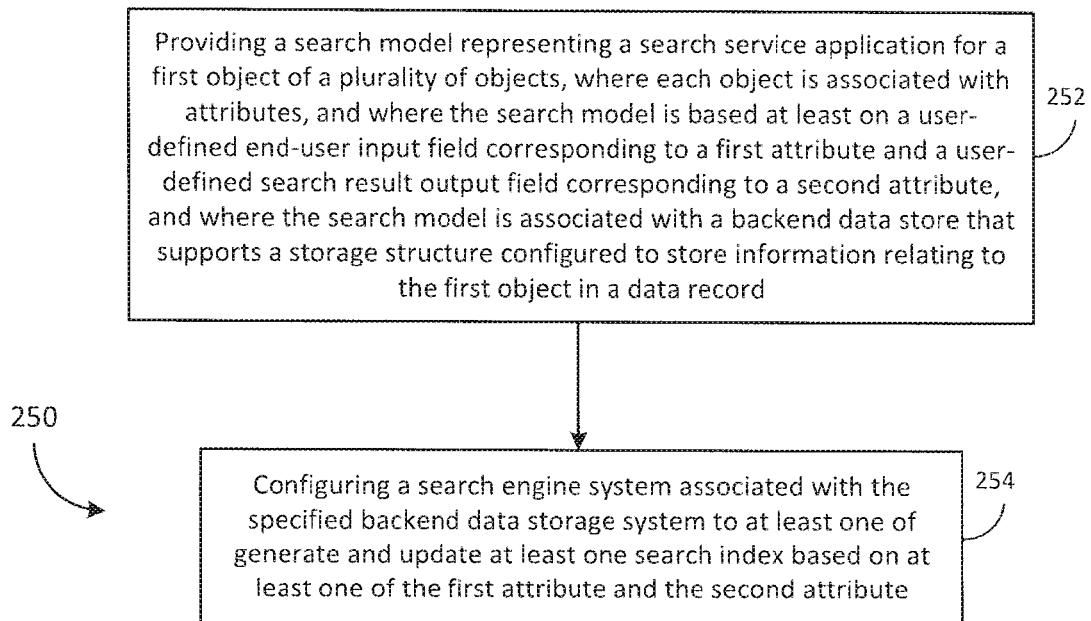 Providing a search model representing a search service application for a
first object of a plurality of objects, where each object is associated with
attributes, and where the search model is based at least on a user-
defined end-user input field corresponding to a first attribute and a user-
defined search result output field corresponding to a second attribute,
and where the search model is associated with a backend data store that
supports a storage structure configured to store information relating to
the first object in a data record
252
250
Configuring a search engine system associated with the
specified backend data storage system to at least one of
generate and update at least one search index based on at
least one of the first attribute and the second attribute
254